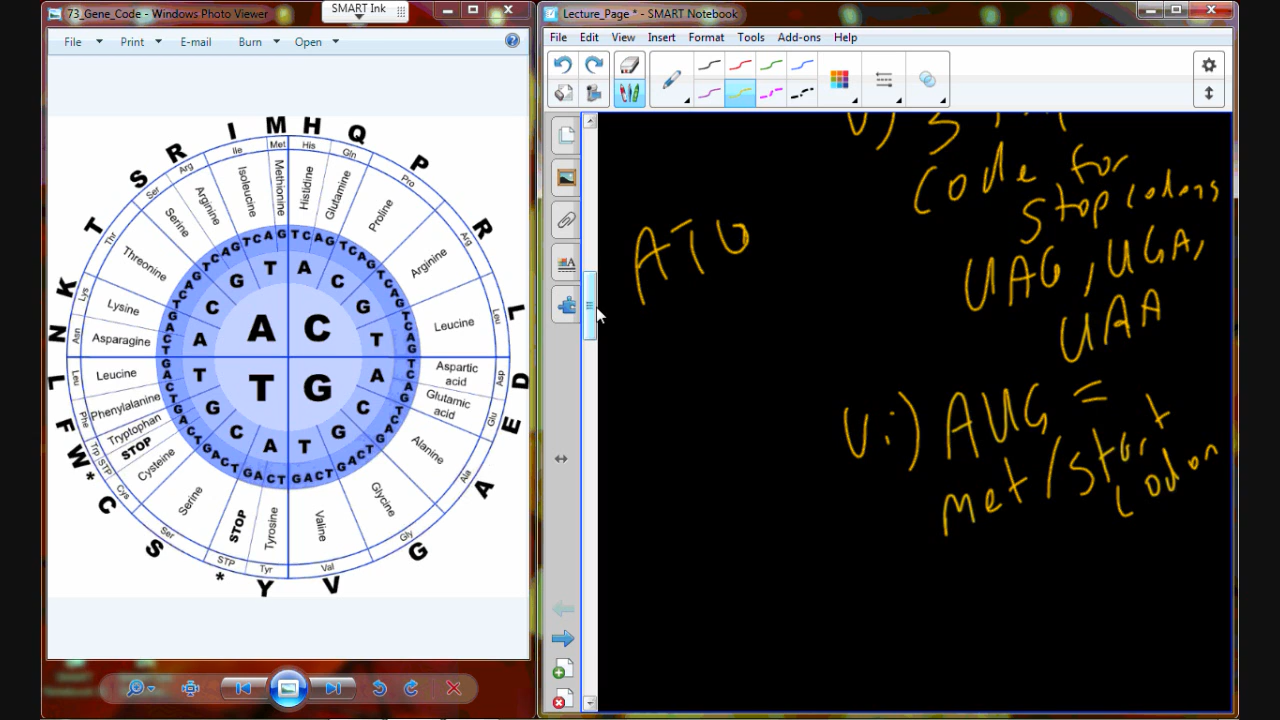 73_Gene_Code - Windows Photo Viewer
SMART Ink
File Print E-mail Burn Open
M H Q P R L D E A G V Y * S C * W F L N K T S R I
Met His Gln Pro Arg Leu Asp Glu Ala Gly Val Tyr STP Ser Cys STP Trp Phe Leu Asn Lys Thr Ser Arg Ile
Methionine
Histidine
Glutamine
Proline
Arginine
Leucine
Aspartic
acid
Glutamic
acid
Alanine
Glycine
Valine
Tyrosine
STOP
Serine
Cysteine
STOP
Tryptophan
Phenylalanine
Leucine
Asparagine
Lysine
Threonine
Serine
Arginine
Isoleucine
A C
T G
Lecture_Page * - SMART Notebook
File Edit View Insert Format Tools Add-ons Help
v) 3
Code for
Stop codons
UAG, UGA,
UAA
ATG
vi) AUG =
Met/Start
Codon